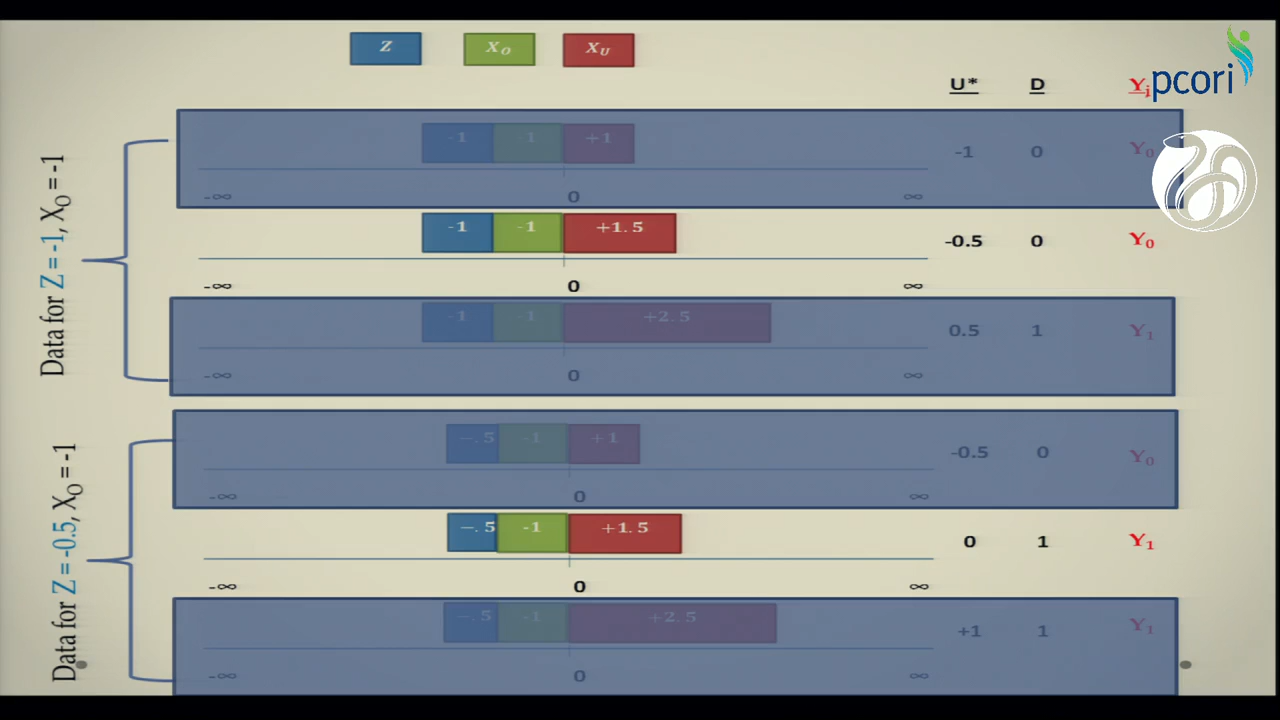 Z X_O X_U
U* D Y_j
pcori
Data for Z = -1, X_O = -1
-1 -1 +1 -1 0 Y_0
-∞ 0 ∞
-1 -1 +1.5 -0.5 0 Y_0
-∞ 0 ∞
-1 -1 +2.5 0.5 1 Y_1
-∞ 0 ∞
Data for Z = -0.5, X_O = -1
−.5 -1 +1 -0.5 0 Y_0
-∞ 0 ∞
−.5 -1 +1.5 0 1 Y_1
-∞ 0 ∞
−.5 -1 +2.5 +1 1 Y_1
-∞ 0 ∞